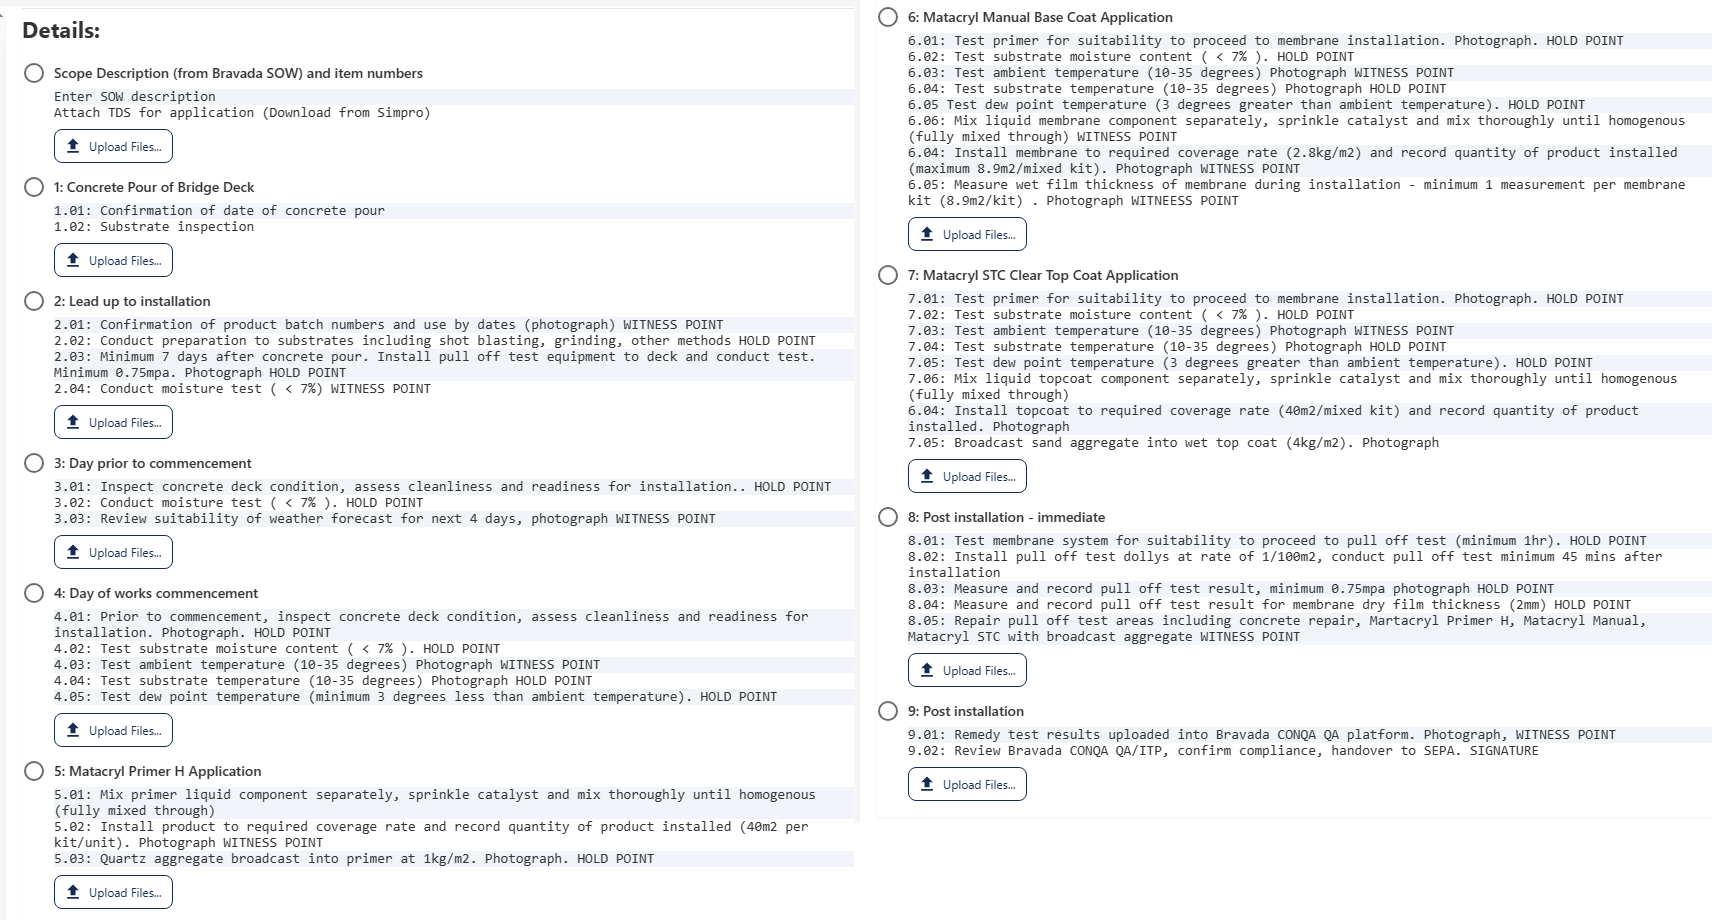 Details:
Scope Description (from Bravada SOW) and item numbers
Enter SOW description
Attach TDS for application (Download from Simpro)
Upload Files...
1: Concrete Pour of Bridge Deck
1.01: Confirmation of date of concrete pour
1.02: Substrate inspection
Upload Files...
2: Lead up to installation
2.01: Confirmation of product batch numbers and use by dates (photograph) WITNESS POINT
2.02: Conduct preparation to substrates including shot blasting, grinding, other methods HOLD POINT
2.03: Minimum 7 days after concrete pour. Install pull off test equipment to deck and conduct test.
Minimum 0.75mpa. Photograph HOLD POINT
2.04: Conduct moisture test ( < 7%) WITNESS POINT
Upload Files...
3: Day prior to commencement
3.01: Inspect concrete deck condition, assess cleanliness and readiness for installation.. HOLD POINT
3.02: Conduct moisture test ( < 7% ). HOLD POINT
3.03: Review suitability of weather forecast for next 4 days, photograph WITNESS POINT
Upload Files...
4: Day of works commencement
4.01: Prior to commencement, inspect concrete deck condition, assess cleanliness and readiness for
installation. Photograph. HOLD POINT
4.02: Test substrate moisture content ( < 7% ). HOLD POINT
4.03: Test ambient temperature (10-35 degrees) Photograph WITNESS POINT
4.04: Test substrate temperature (10-35 degrees) Photograph HOLD POINT
4.05: Test dew point temperature (minimum 3 degrees less than ambient temperature). HOLD POINT
Upload Files...
5: Matacryl Primer H Application
5.01: Mix primer liquid component separately, sprinkle catalyst and mix thoroughly until homogenous
(fully mixed through)
5.02: Install product to required coverage rate and record quantity of product installed (40m2 per
kit/unit). Photograph WITNESS POINT
5.03: Quartz aggregate broadcast into primer at 1kg/m2. Photograph. HOLD POINT
Upload Files...
6: Matacryl Manual Base Coat Application
6.01: Test primer for suitability to proceed to membrane installation. Photograph. HOLD POINT
6.02: Test substrate moisture content ( < 7% ). HOLD POINT
6.03: Test ambient temperature (10-35 degrees) Photograph WITNESS POINT
6.04: Test substrate temperature (10-35 degrees) Photograph HOLD POINT
6.05 Test dew point temperature (3 degrees greater than ambient temperature). HOLD POINT
6.06: Mix liquid membrane component separately, sprinkle catalyst and mix thoroughly until homogenous
(fully mixed through) WITNESS POINT
6.04: Install membrane to required coverage rate (2.8kg/m2) and record quantity of product installed
(maximum 8.9m2/mixed kit). Photograph WITNESS POINT
6.05: Measure wet film thickness of membrane during installation - minimum 1 measurement per membrane
kit (8.9m2/kit) . Photograph WITNEESS POINT
Upload Files...
7: Matacryl STC Clear Top Coat Application
7.01: Test primer for suitability to proceed to membrane installation. Photograph. HOLD POINT
7.02: Test substrate moisture content ( < 7% ). HOLD POINT
7.03: Test ambient temperature (10-35 degrees) Photograph WITNESS POINT
7.04: Test substrate temperature (10-35 degrees) Photograph HOLD POINT
7.05: Test dew point temperature (3 degrees greater than ambient temperature). HOLD POINT
7.06: Mix liquid topcoat component separately, sprinkle catalyst and mix thoroughly until homogenous
(fully mixed through)
6.04: Install topcoat to required coverage rate (40m2/mixed kit) and record quantity of product
installed. Photograph
7.05: Broadcast sand aggregate into wet top coat (4kg/m2). Photograph
Upload Files...
8: Post installation - immediate
8.01: Test membrane system for suitability to proceed to pull off test (minimum 1hr). HOLD POINT
8.02: Install pull off test dollys at rate of 1/100m2, conduct pull off test minimum 45 mins after
installation
8.03: Measure and record pull off test result, minimum 0.75mpa photograph HOLD POINT
8.04: Measure and record pull off test result for membrane dry film thickness (2mm) HOLD POINT
8.05: Repair pull off test areas including concrete repair, Martacryl Primer H, Matacryl Manual,
Matacryl STC with broadcast aggregate WITNESS POINT
Upload Files...
9: Post installation
9.01: Remedy test results uploaded into Bravada CONQA QA platform. Photograph, WITNESS POINT
9.02: Review Bravada CONQA QA/ITP, confirm compliance, handover to SEPA. SIGNATURE
Upload Files...